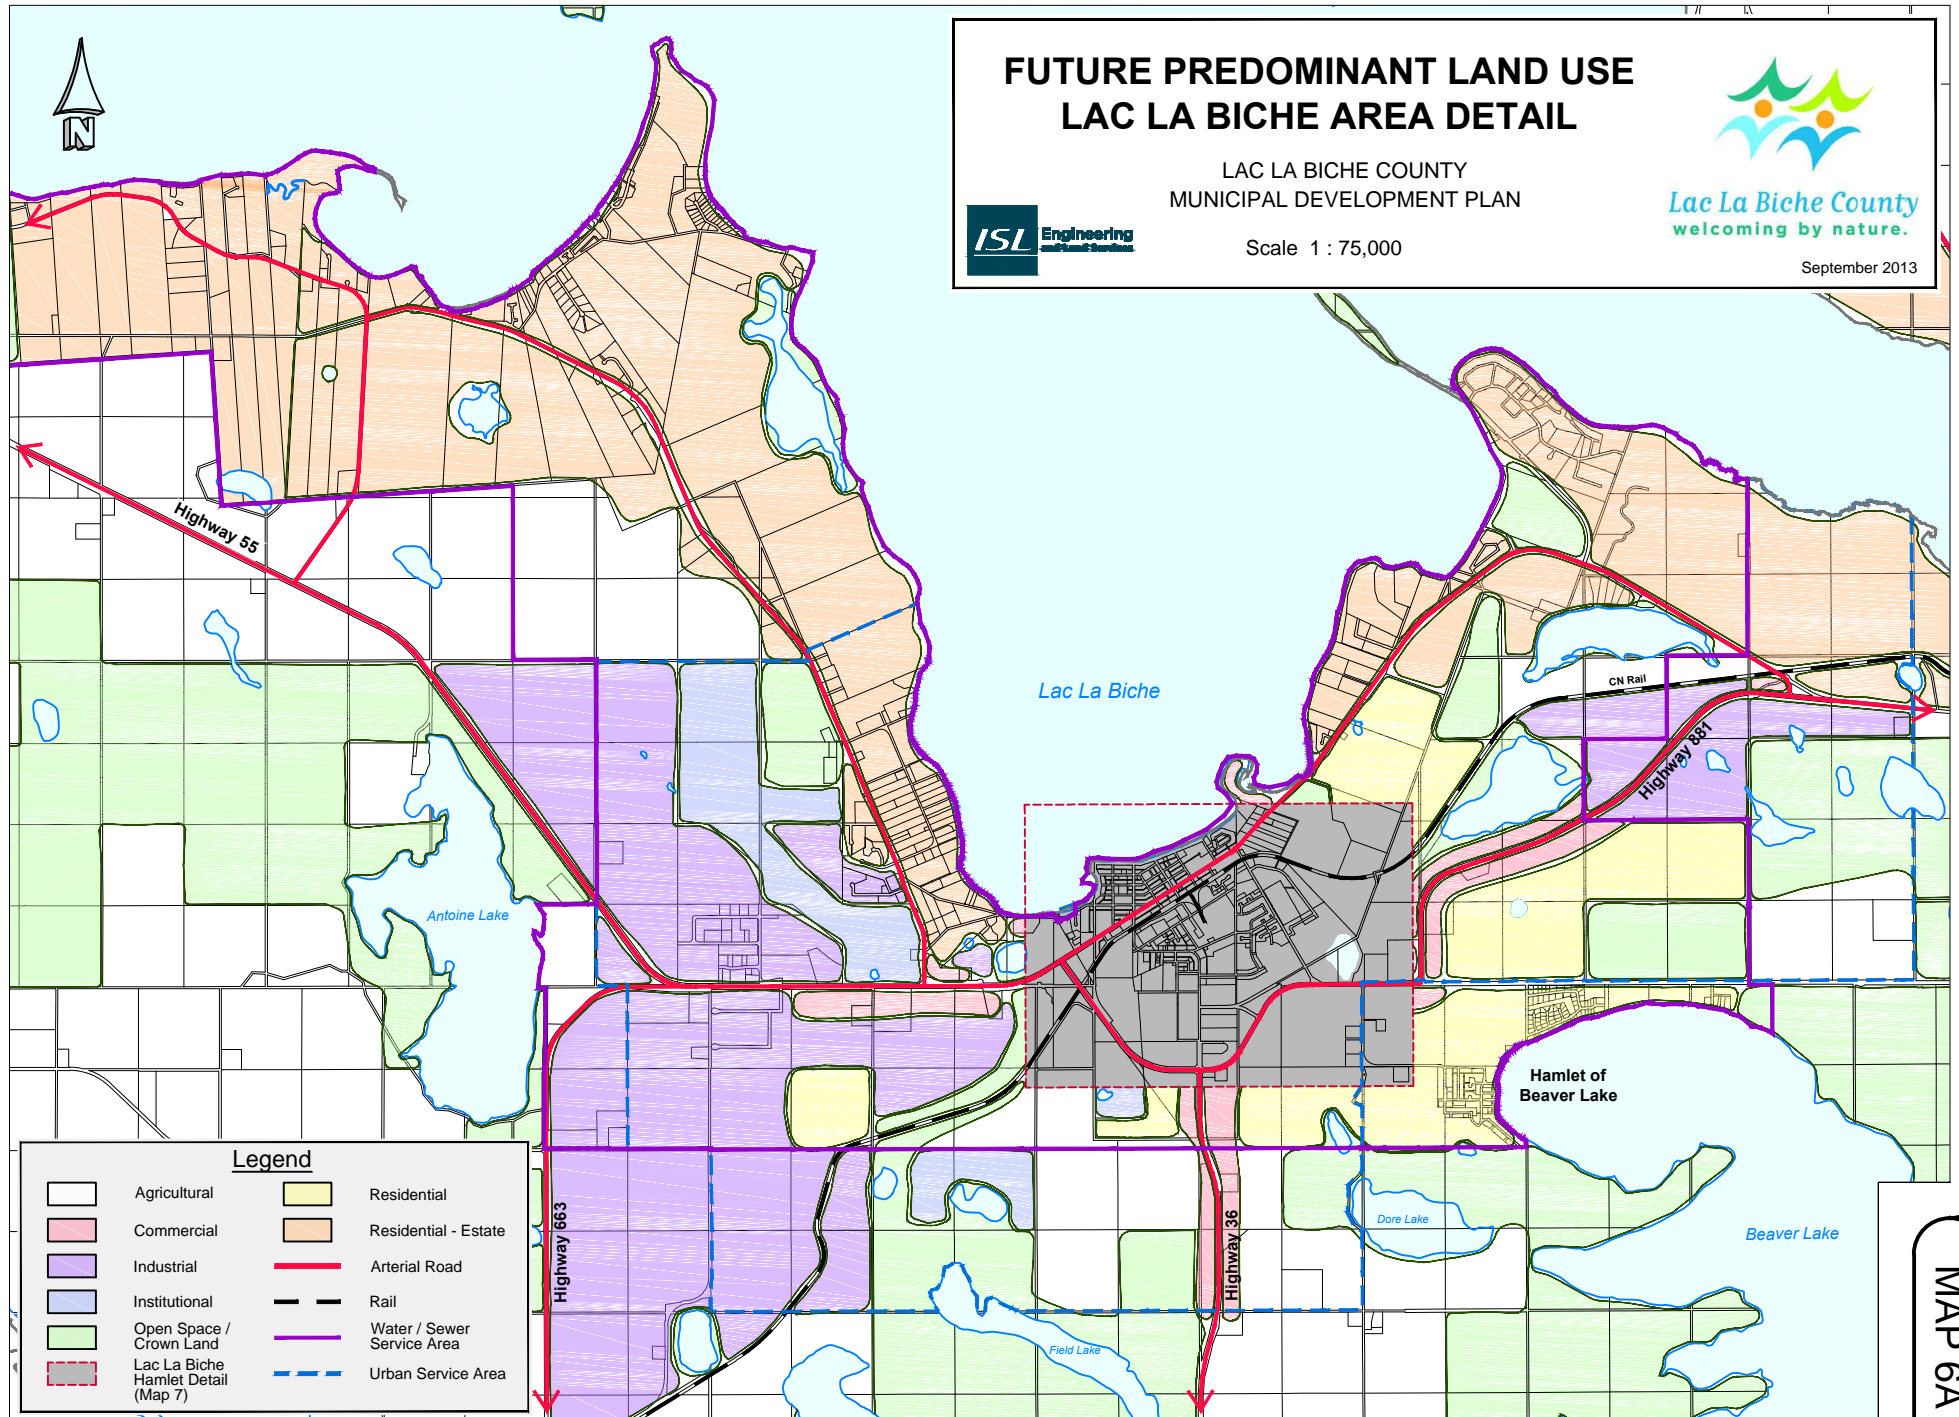 N
FUTURE PREDOMINANT LAND USE
LAC LA BICHE AREA DETAIL
LAC LA BICHE COUNTY
MUNICIPAL DEVELOPMENT PLAN
Scale 1 : 75,000
ISL Engineering
and Land Services
Lac La Biche County
welcoming by nature.
September 2013
Highway 55
Lac La Biche
CN Rail
Highway 881
Antoine Lake
Hamlet of
Beaver Lake
Highway 663
Highway 36
Dore Lake
Beaver Lake
Field Lake
Legend
Agricultural
Commercial
Industrial
Institutional
Open Space /
Crown Land
Lac La Biche
Hamlet Detail
(Map 7)
Residential
Residential - Estate
Arterial Road
Rail
Water / Sewer
Service Area
Urban Service Area
MAP 6A